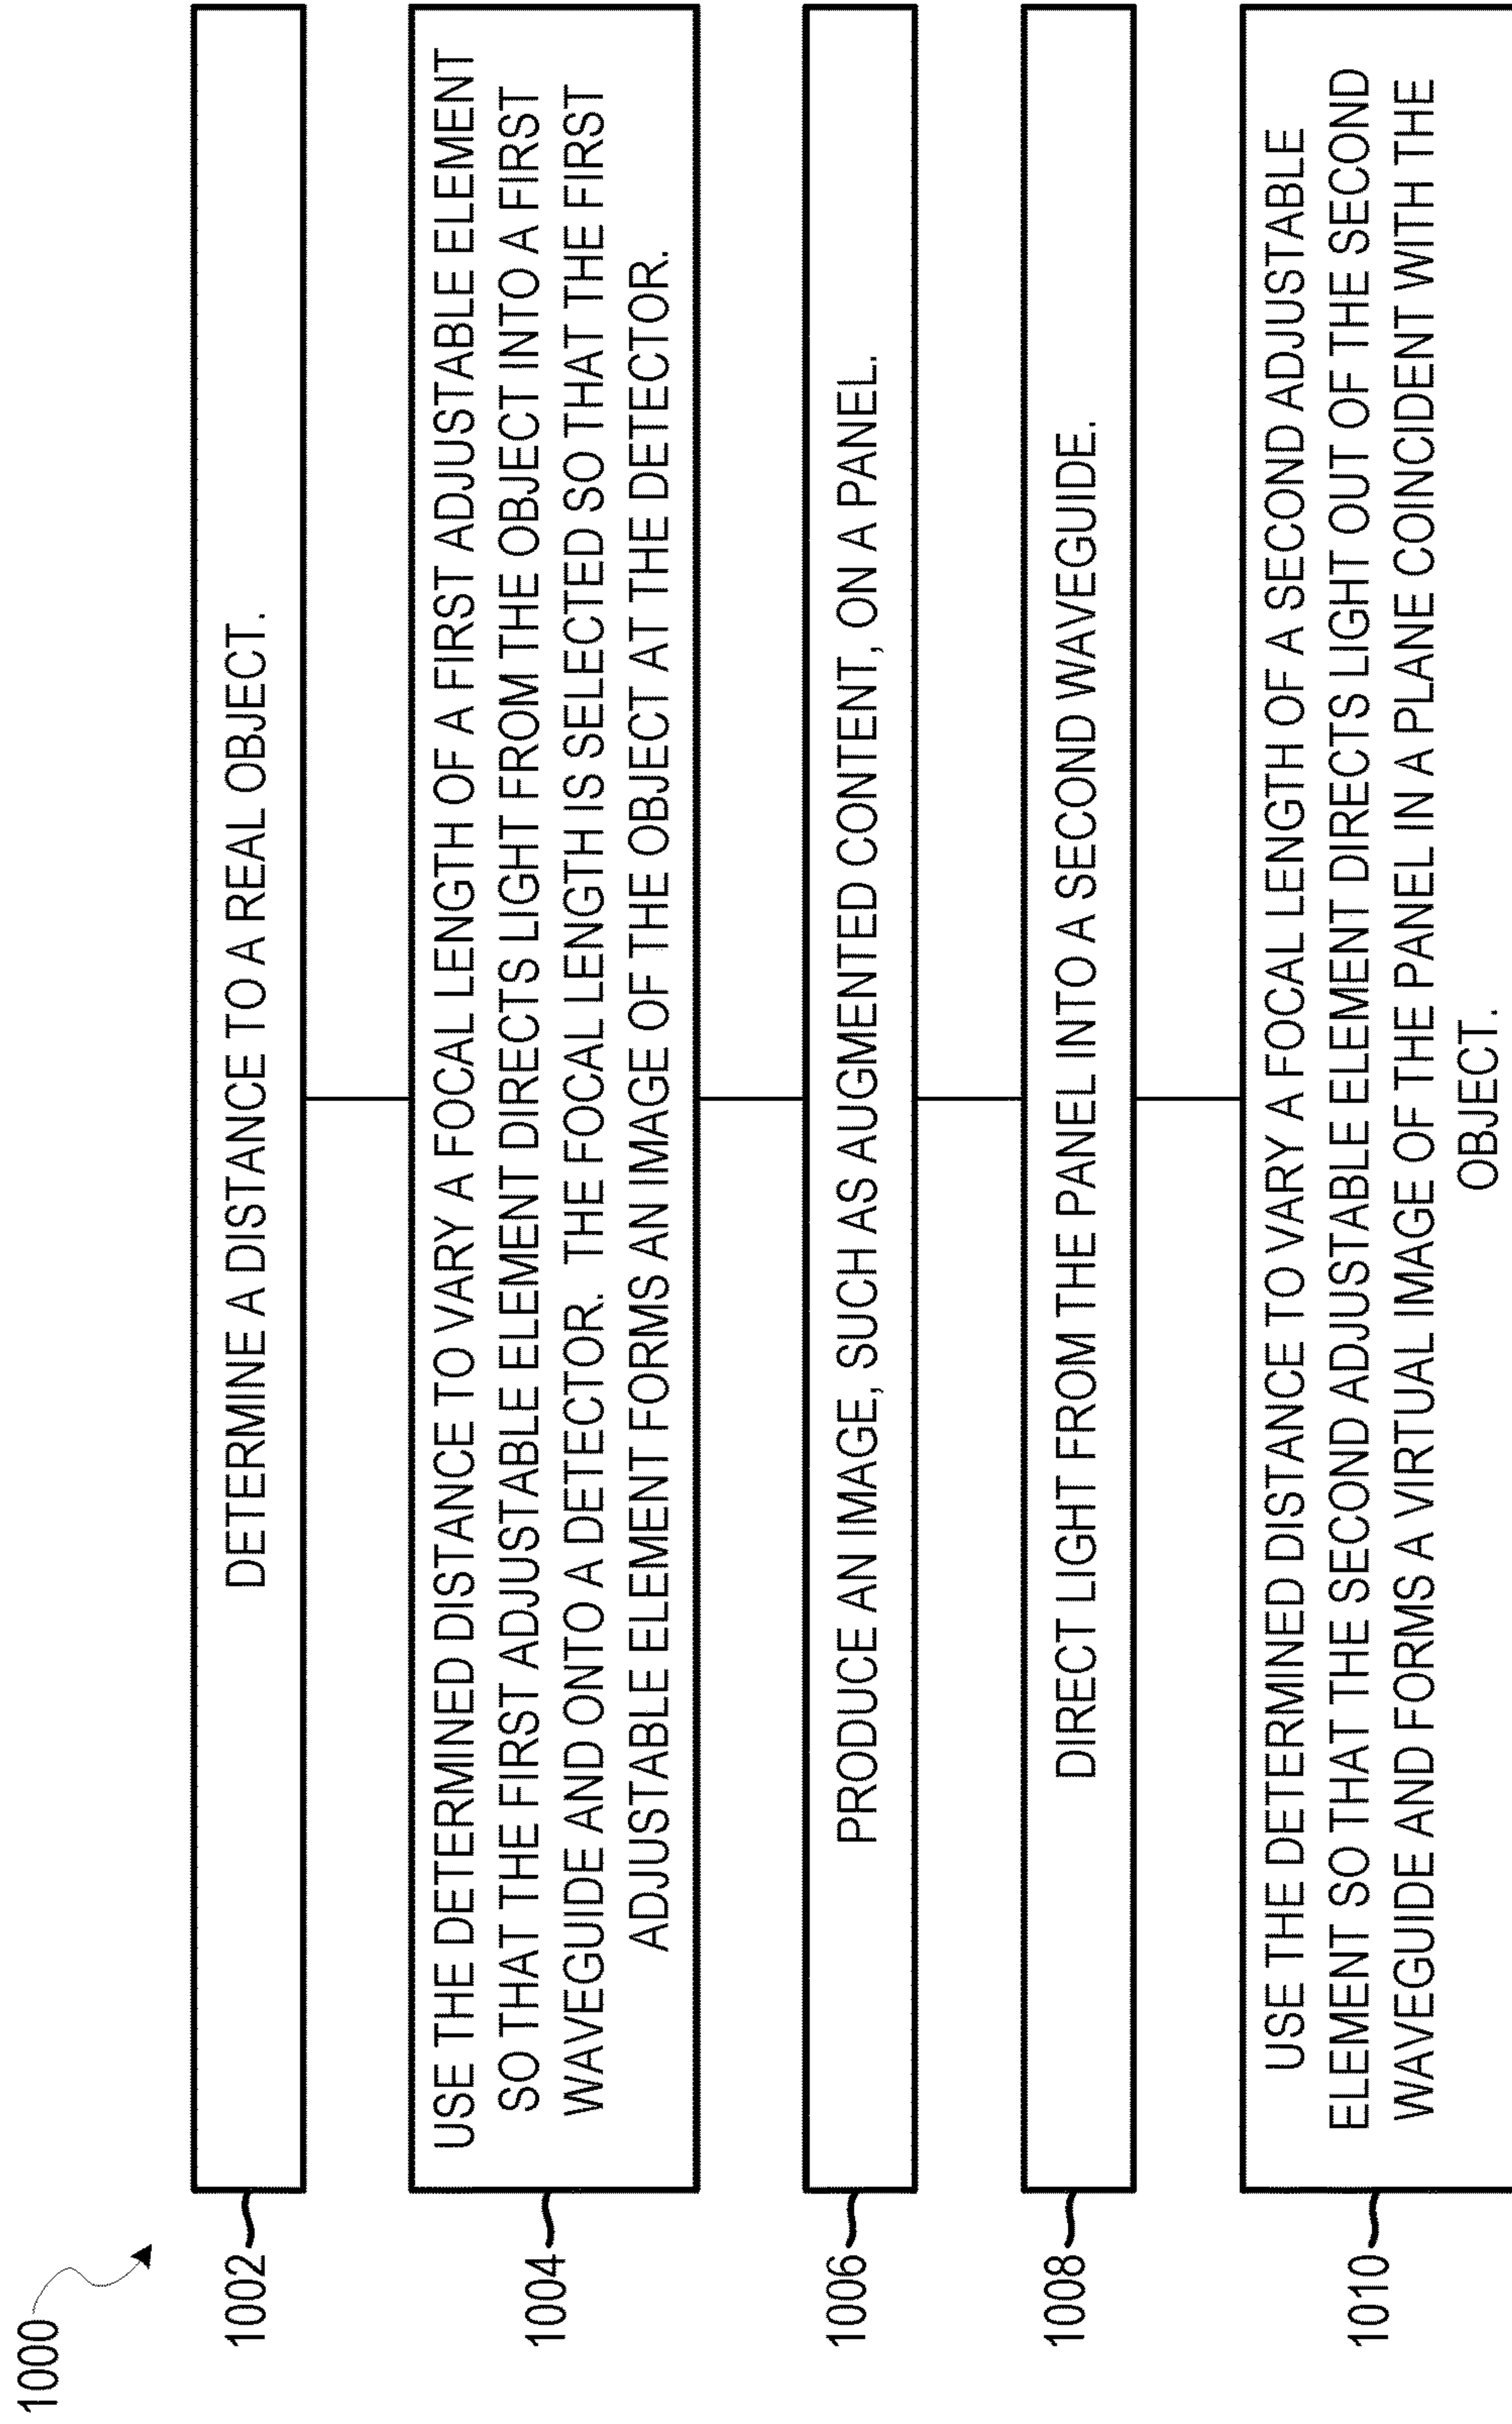 1000
1002
DETERMINE A DISTANCE TO A REAL OBJECT.
1004
USE THE DETERMINED DISTANCE TO VARY A FOCAL LENGTH OF A FIRST ADJUSTABLE ELEMENT
SO THAT THE FIRST ADJUSTABLE ELEMENT DIRECTS LIGHT FROM THE OBJECT INTO A FIRST
WAVEGUIDE AND ONTO A DETECTOR. THE FOCAL LENGTH IS SELECTED SO THAT THE FIRST
ADJUSTABLE ELEMENT FORMS AN IMAGE OF THE OBJECT AT THE DETECTOR.
1006
PRODUCE AN IMAGE, SUCH AS AUGMENTED CONTENT, ON A PANEL.
1008
DIRECT LIGHT FROM THE PANEL INTO A SECOND WAVEGUIDE.
1010
USE THE DETERMINED DISTANCE TO VARY A FOCAL LENGTH OF A SECOND ADJUSTABLE
ELEMENT SO THAT THE SECOND ADJUSTABLE ELEMENT DIRECTS LIGHT OUT OF THE SECOND
WAVEGUIDE AND FORMS A VIRTUAL IMAGE OF THE PANEL IN A PLANE COINCIDENT WITH THE
OBJECT.